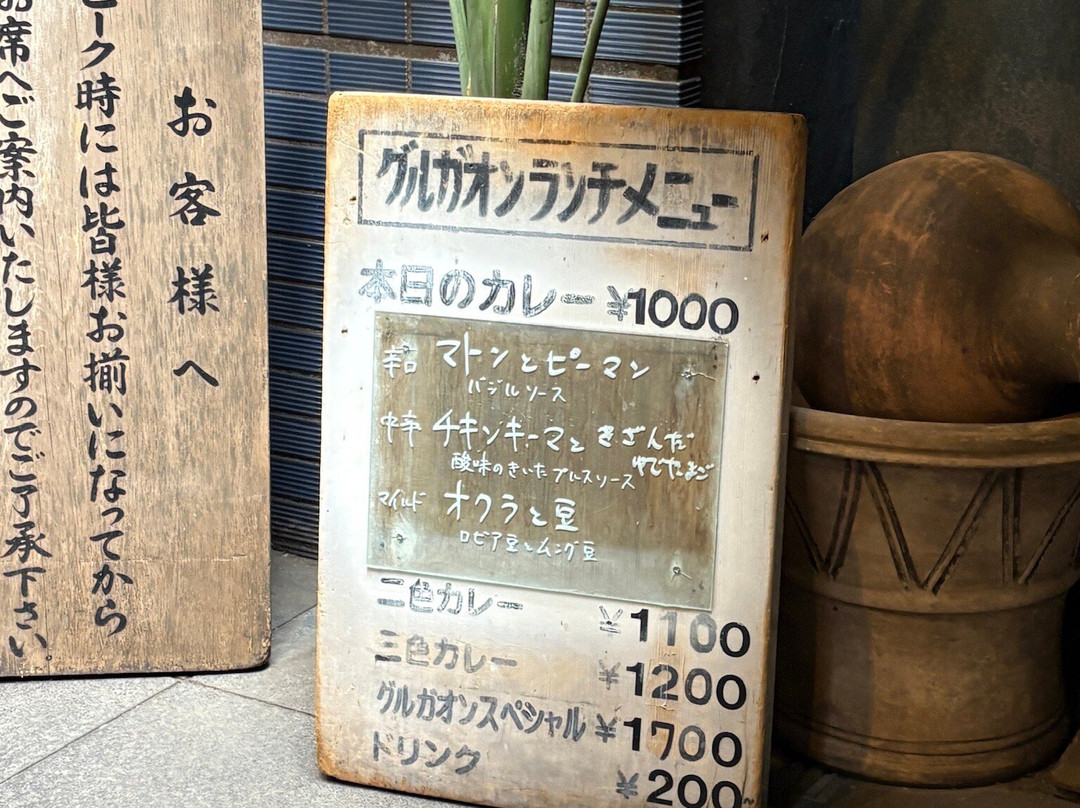 お客様へ
ピーク時には皆様お揃いになってから
お席へご案内いたしますのでご了承下さい。
グルガオンランチメニュー
本日のカレー ¥1000
辛口 マトンとピーマン
バジルソース
中辛 チキンキーマときざんだ
ゆでたまご
酸味のきいたプルスソース
マイルド オクラと豆
ロビア豆とムング豆
二色カレー ¥1100
三色カレー ¥1200
グルガオンスペシャル ¥1700
ドリンク ¥200~